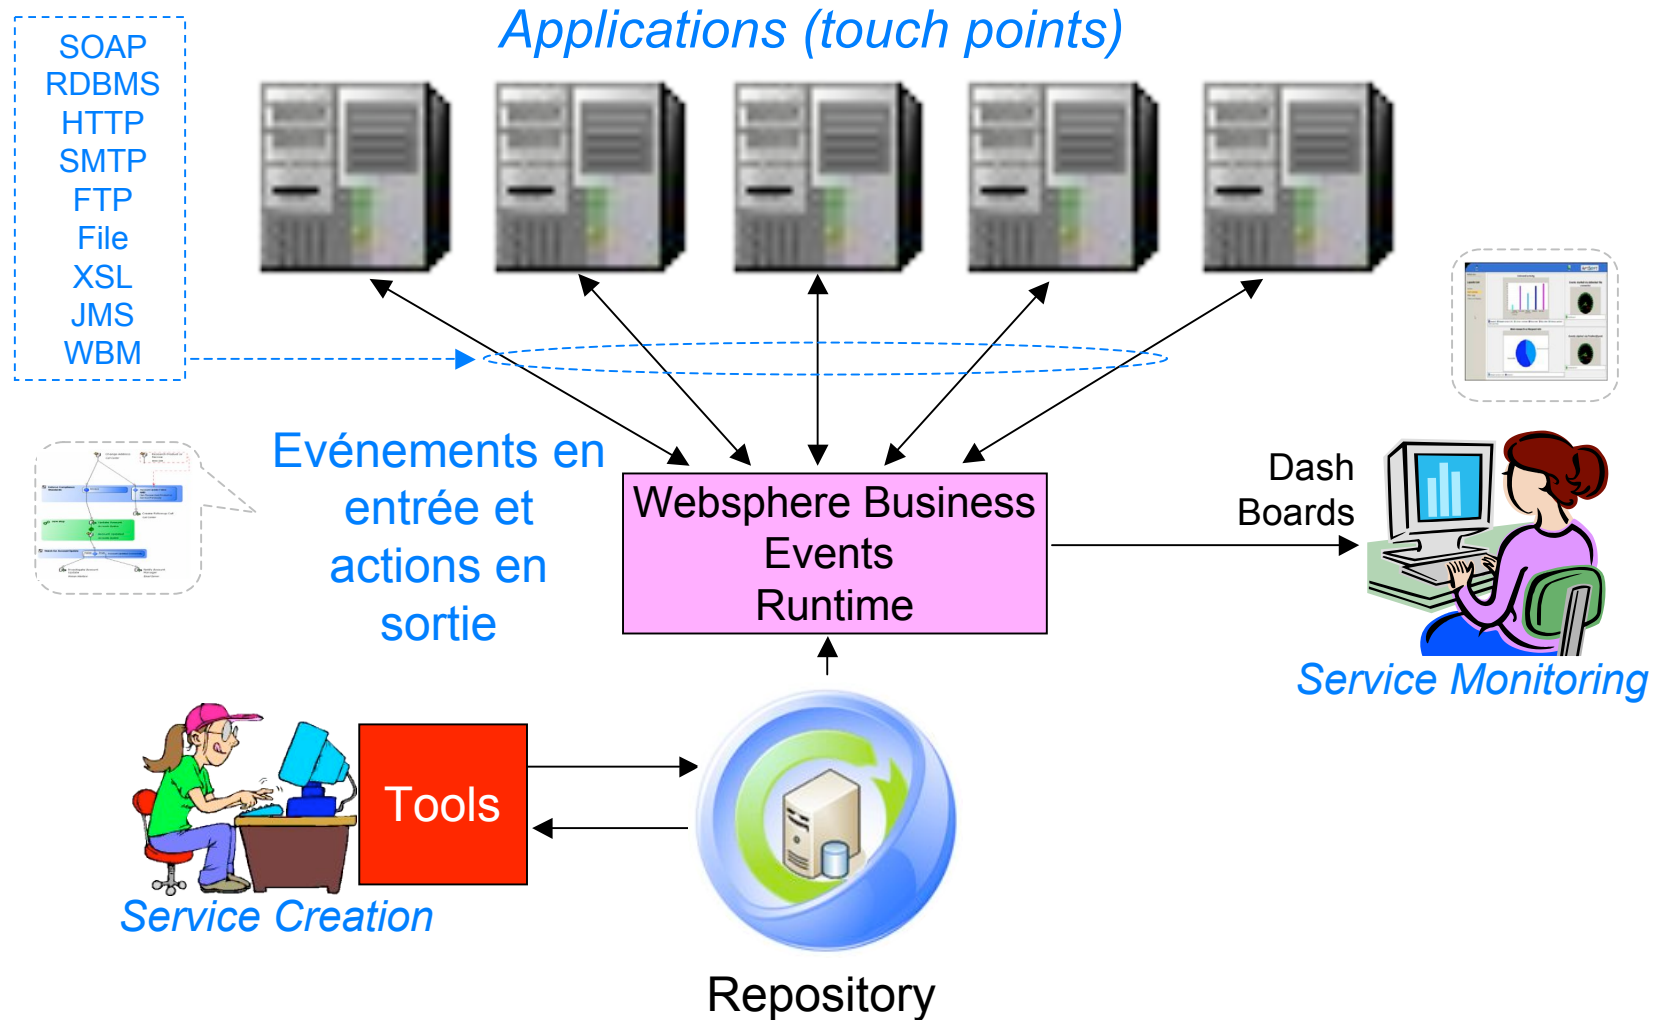 Applications (touch points)
SOAP
RDBMS
HTTP
SMTP
FTP
File
XSL
JMS
WBM
Evénements en
entrée et
actions en
sortie
Websphere Business
Events
Runtime
Dash
Boards
Service Monitoring
Tools
Service Creation
Repository